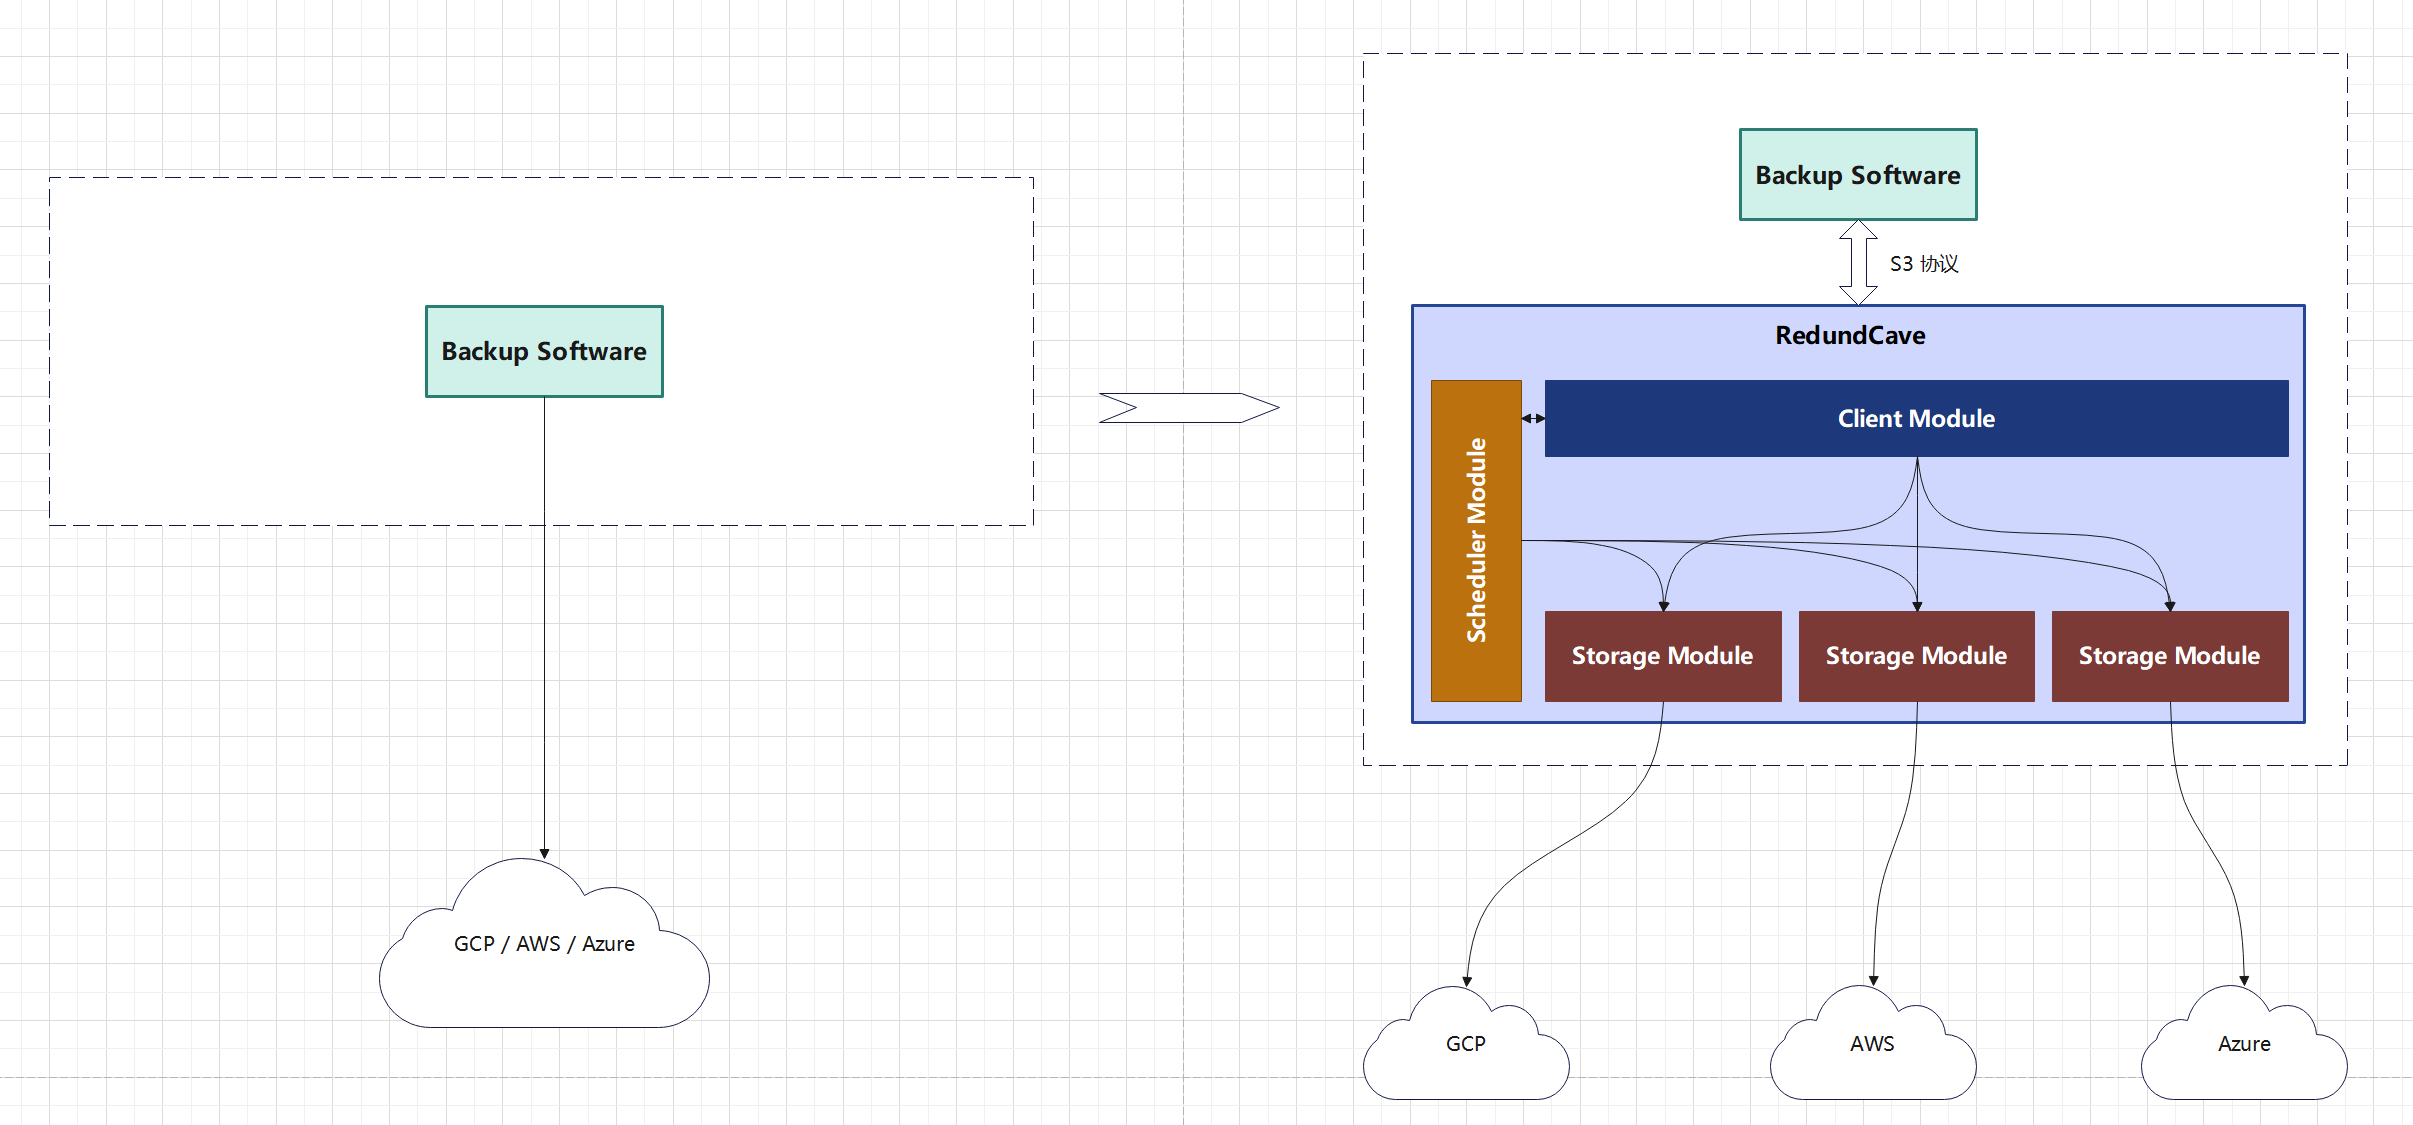 Backup Software
GCP / AWS / Azure
Backup Software
S3 协议
RedundCave
Scheduler Module
Client Module
Storage Module
Storage Module
Storage Module
GCP
AWS
Azure